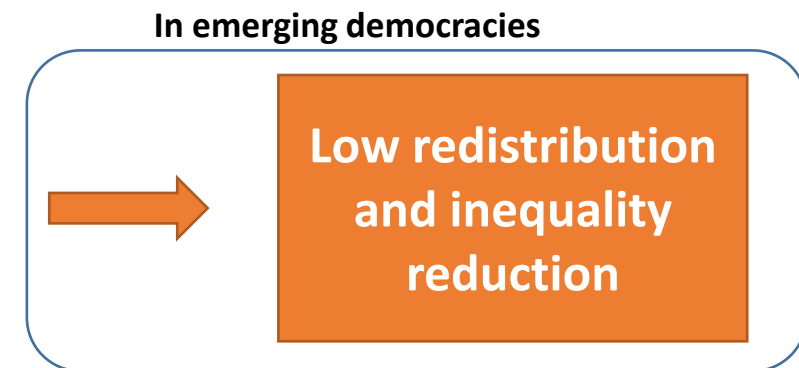 In emerging democracies
Low redistribution
and inequality
reduction